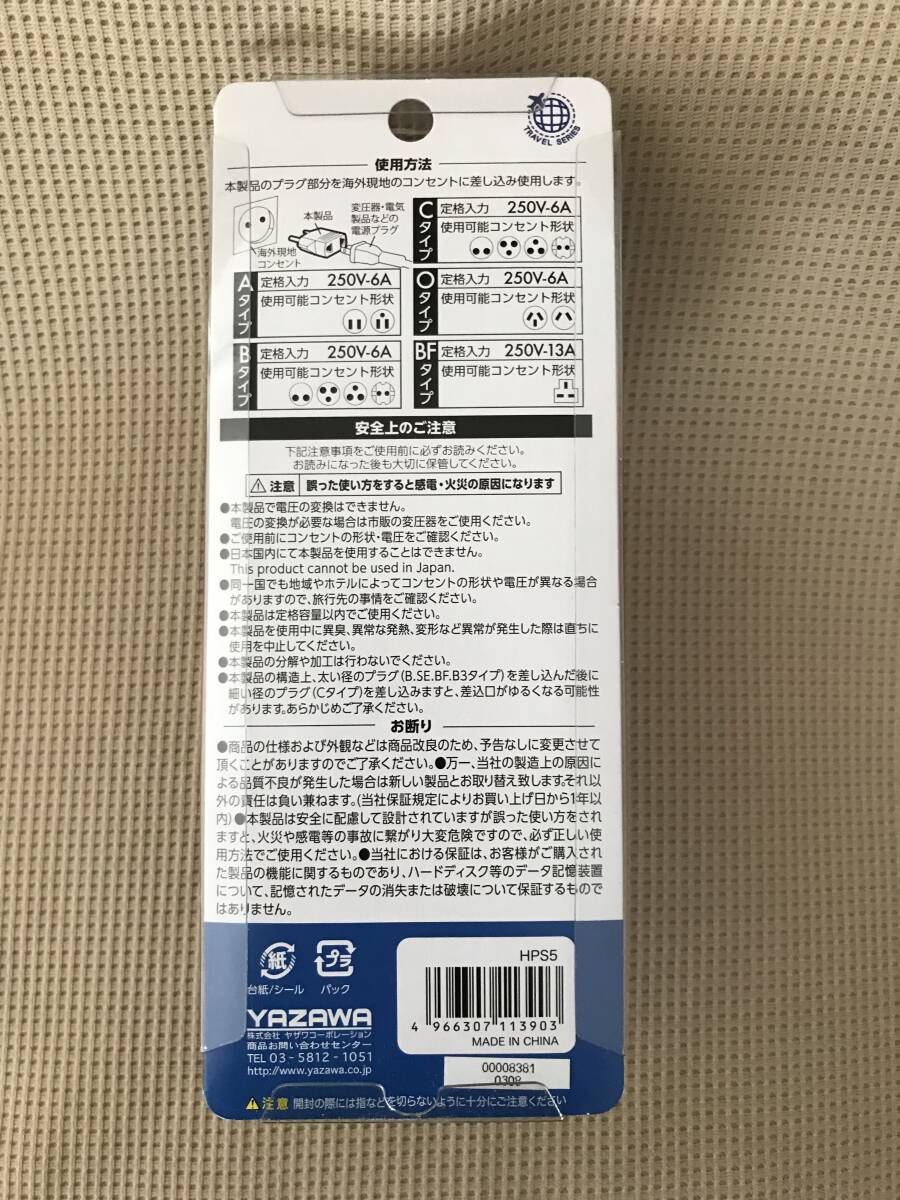 TRAVEL SERIES
使用方法
本製品のプラグ部分を海外現地のコンセントに差し込み使用します。
本製品
変圧器・電気
製品などの
電源プラグ
海外現地
コンセント
Cタイプ 定格入力 250V-6A
使用可能コンセント形状
Aタイプ 定格入力 250V-6A
使用可能コンセント形状
Oタイプ 定格入力 250V-6A
使用可能コンセント形状
Bタイプ 定格入力 250V-6A
使用可能コンセント形状
BFタイプ 定格入力 250V-13A
使用可能コンセント形状
安全上のご注意
下記注意事項をご使用前に必ずお読みください。
お読みになった後も大切に保管してください。
注意 誤った使い方をすると感電・火災の原因になります
●本製品で電圧の変換はできません。
電圧の変換が必要な場合は市販の変圧器をご使用ください。
●ご使用前にコンセントの形状・電圧をご確認ください。
●日本国内にて本製品を使用することはできません。
This product cannot be used in Japan.
●同一国でも地域やホテルによってコンセントの形状や電圧が異なる場合
がありますので、旅行先の事情をご確認ください。
●本製品は定格容量以内でご使用ください。
●本製品を使用中に異臭、異常な発熱、変形など異常が発生した際は直ちに
使用を中止してください。
●本製品の分解や加工は行わないでください。
●本製品の構造上、太い径のプラグ(B.SE.BF.B3タイプ)を差し込んだ後に
細い径のプラグ(Cタイプ)を差し込みますと、差込口がゆるくなる可能性
があります。あらかじめご了承ください。
お断り
●商品の仕様および外観などは商品改良のため、予告なしに変更させて
頂くことがありますのでご了承ください。●万一、当社の製造上の原因に
よる品質不良が発生した場合は新しい製品とお取り替え致します。それ以
外の責任は負い兼ねます。(当社保証規定によりお買い上げ日から1年以
内)●本製品は安全に配慮して設計されていますが誤った使い方をされ
ますと、火災や感電等の事故に繋がり大変危険ですので、必ず正しい使
用方法でご使用ください。●当社における保証は、お客様がご購入され
た製品の機能に関するものであり、ハードディスク等のデータ記憶装置
について、記憶されたデータの消失または破壊について保証するもので
はありません。
紙
台紙/シール
プラ
パック
HPS5
4 966307 113903
MADE IN CHINA
YAZAWA
株式会社 ヤザワコーポレーション
商品お問い合わせセンター
TEL 03-5812-1051
http://www.yazawa.co.jp
00008381
0308
注意 開封の際には指などを切らないように十分にご注意ください